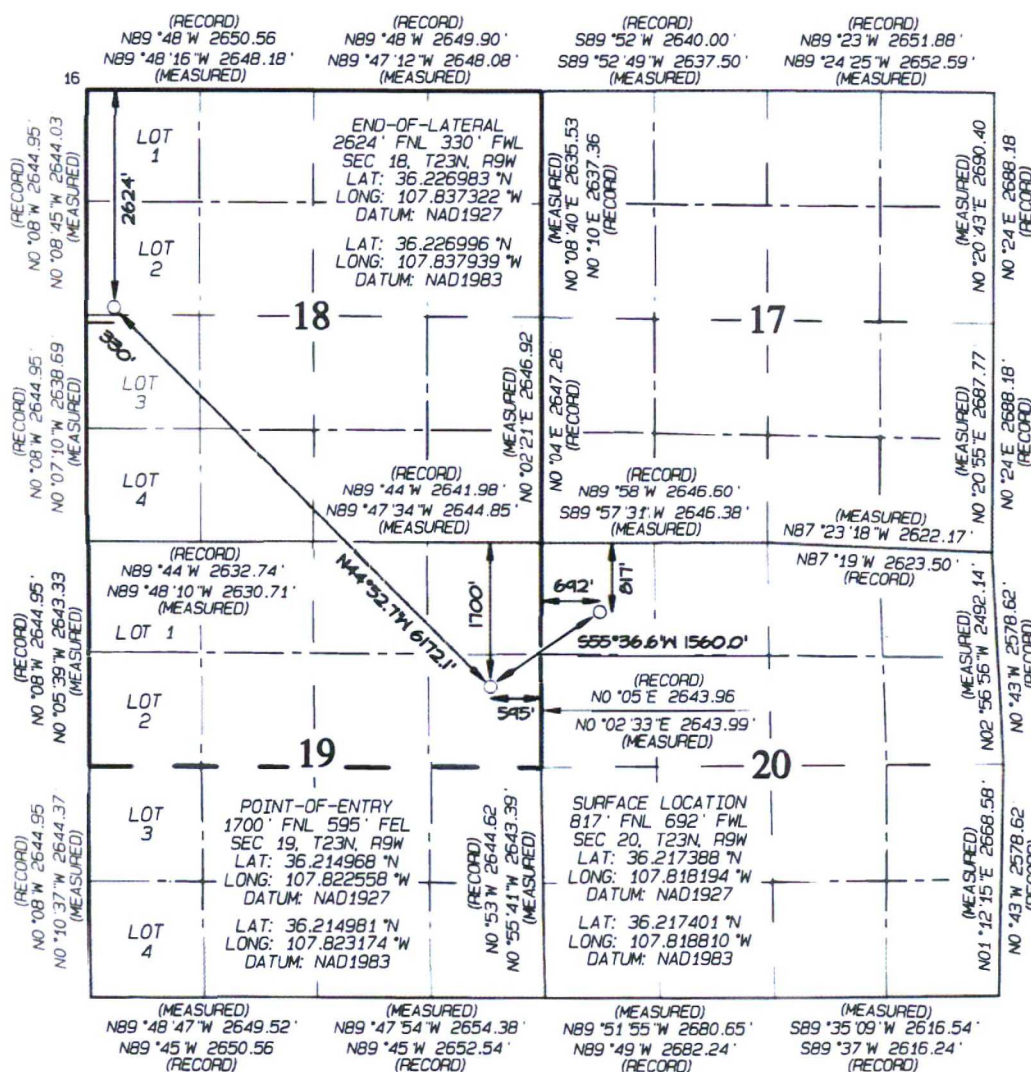 (RECORD)
N89°48'W 2650.56
N89°48'16"W 2648.18'
(MEASURED)
(RECORD)
N89°48'W 2649.90'
N89°47'12"W 2648.08'
(MEASURED)
(RECORD)
S89°52'W 2640.00'
S89°52'49"W 2637.50'
(MEASURED)
(RECORD)
N89°23'W 2651.88'
N89°24'25"W 2652.59'
(MEASURED)
16
(RECORD)
N0°08'W 2644.95'
N0°08'45"W 2644.03
(MEASURED)
LOT
1
2624'
LOT
2
END-OF-LATERAL
2624' FNL 330' FWL
SEC 18, T23N, R9W
LAT: 36.226983 °N
LONG: 107.837322 °W
DATUM: NAD1927
LAT: 36.226996 °N
LONG: 107.837939 °W
DATUM: NAD1983
(MEASURED)
N0°08'40"E 2635.53
N0°10'E 2637.36
(RECORD)
(MEASURED)
N0°20'43"E 2690.40
N0°24'E 2688.18
(RECORD)
18
17
330'
(RECORD)
N0°08'W 2644.95'
N0°07'10"W 2638.69'
(MEASURED)
LOT
3
LOT
4
(MEASURED)
N0°02'21"E 2646.92
N0°04'E 2647.26
(RECORD)
(MEASURED)
N0°20'55"E 2687.77
N0°24'E 2688.18'
(RECORD)
(RECORD)
N89°44'W 2641.98'
N89°47'34"W 2644.85'
(MEASURED)
(RECORD)
N89°58'W 2646.60'
S89°57'31"W 2646.38'
(MEASURED)
(MEASURED)
N87°23'18"W 2622.17'
N87°19'W 2623.50'
(RECORD)
(RECORD)
N89°44'W 2632.74'
N89°48'10"W 2630.71'
(MEASURED)
N44°52.7'W 6172.1'
1700'
692'
817'
S55°36.6'W 1560.0'
595'
(RECORD)
N0°08'W 2644.95'
N0°05'39"W 2643.33
(MEASURED)
LOT 1
LOT
2
(RECORD)
N0°05'E 2643.96
N0°02'33"E 2643.99'
(MEASURED)
(MEASURED)
N02°56'56"W 2492.14'
N0°43'W 2578.62'
(RECORD)
19
20
(RECORD)
N0°08'W 2644.95
N0°10'37"W 2644.37
(MEASURED)
LOT
3
LOT
4
POINT-OF-ENTRY
1700' FNL 595' FEL
SEC 19, T23N, R9W
LAT: 36.214968 °N
LONG: 107.822558 °W
DATUM: NAD1927
LAT: 36.214981 °N
LONG: 107.823174 °W
DATUM: NAD1983
(RECORD)
N0°53'W 2644.62
N0°55'41"W 2643.39'
(MEASURED)
SURFACE LOCATION
817' FNL 692' FWL
SEC 20, T23N, R9W
LAT: 36.217388 °N
LONG: 107.818194 °W
DATUM: NAD1927
LAT: 36.217401 °N
LONG: 107.818810 °W
DATUM: NAD1983
(MEASURED)
N01°12'15"E 2668.58'
N0°43'W 2578.62'
(RECORD)
(MEASURED)
N89°48'47"W 2649.52'
N89°45'W 2650.56
(RECORD)
(MEASURED)
N89°47'54"W 2654.38'
N89°45'W 2652.54'
(RECORD)
(MEASURED)
N89°51'55"W 2680.65'
N89°49'W 2682.24'
(RECORD)
(MEASURED)
S89°35'09"W 2616.54'
S89°37'W 2616.24'
(RECORD)